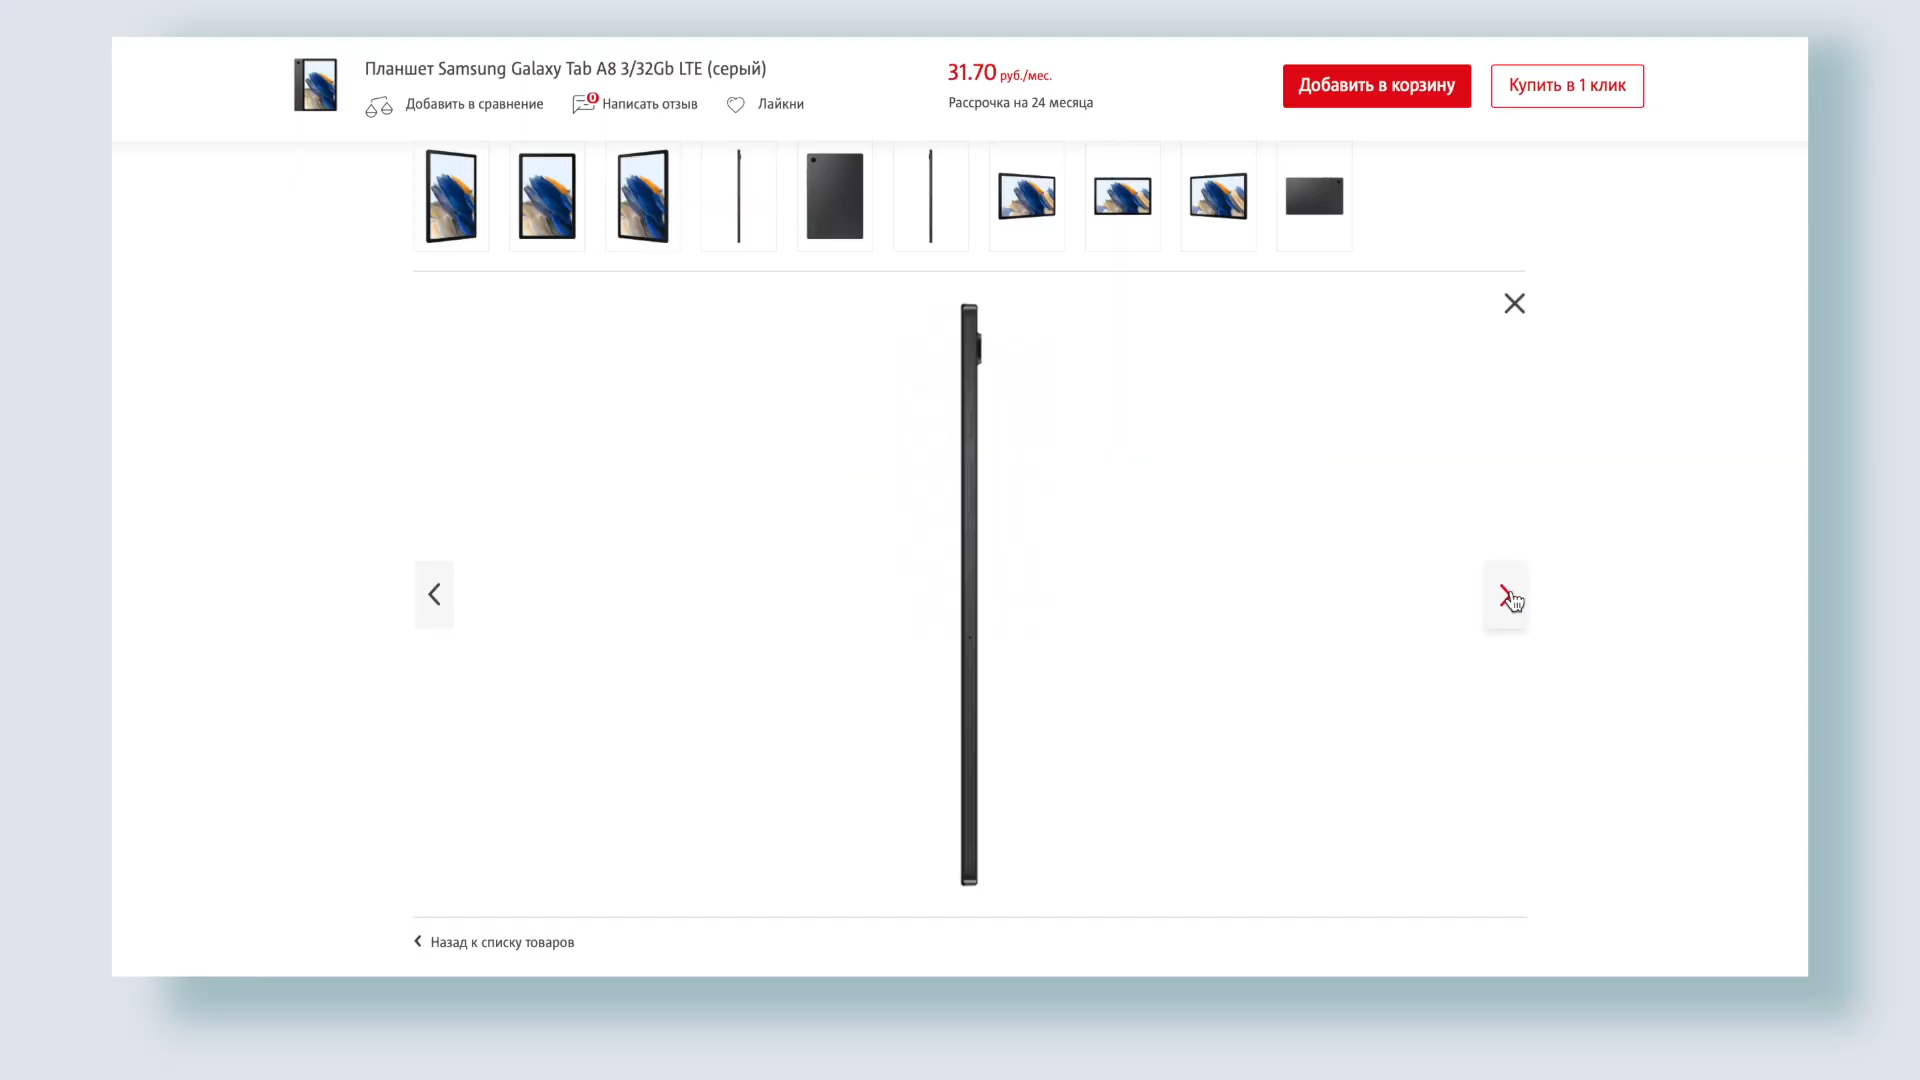 Планшет Samsung Galaxy Tab A8 3/32Gb LTE (серый)
Добавить в сравнение
0
Написать отзыв
Лайкни
31.70 руб./мес.
Рассрочка на 24 месяца
Добавить в корзину
Купить в 1 клик
Назад к списку товаров